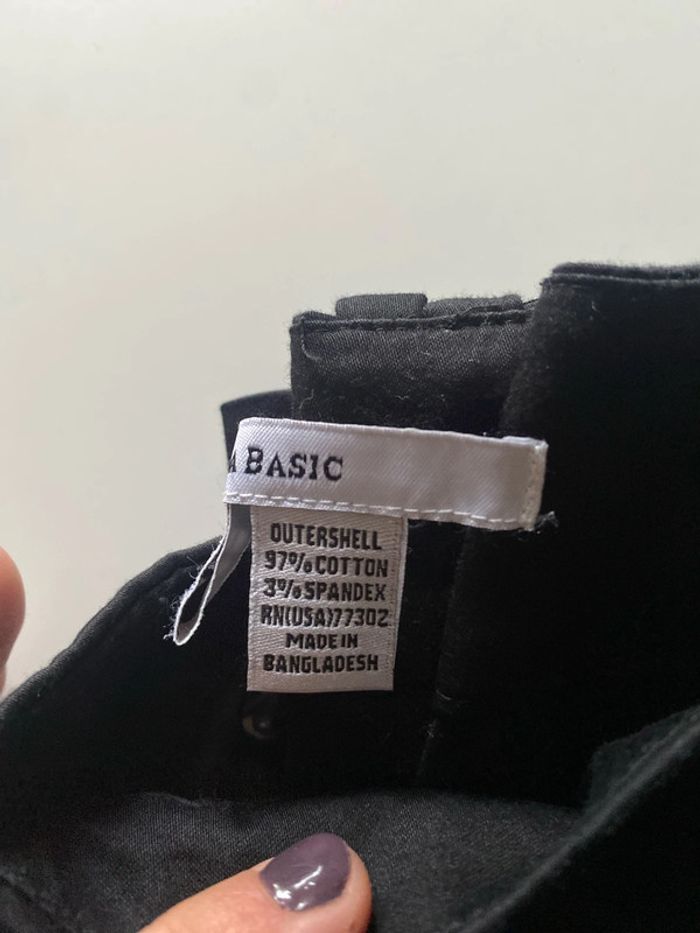 A BASIC
OUTERSHELL
97% COTTON
3% SPANDEX
RN(USA)77302
MADE IN
BANGLADESH